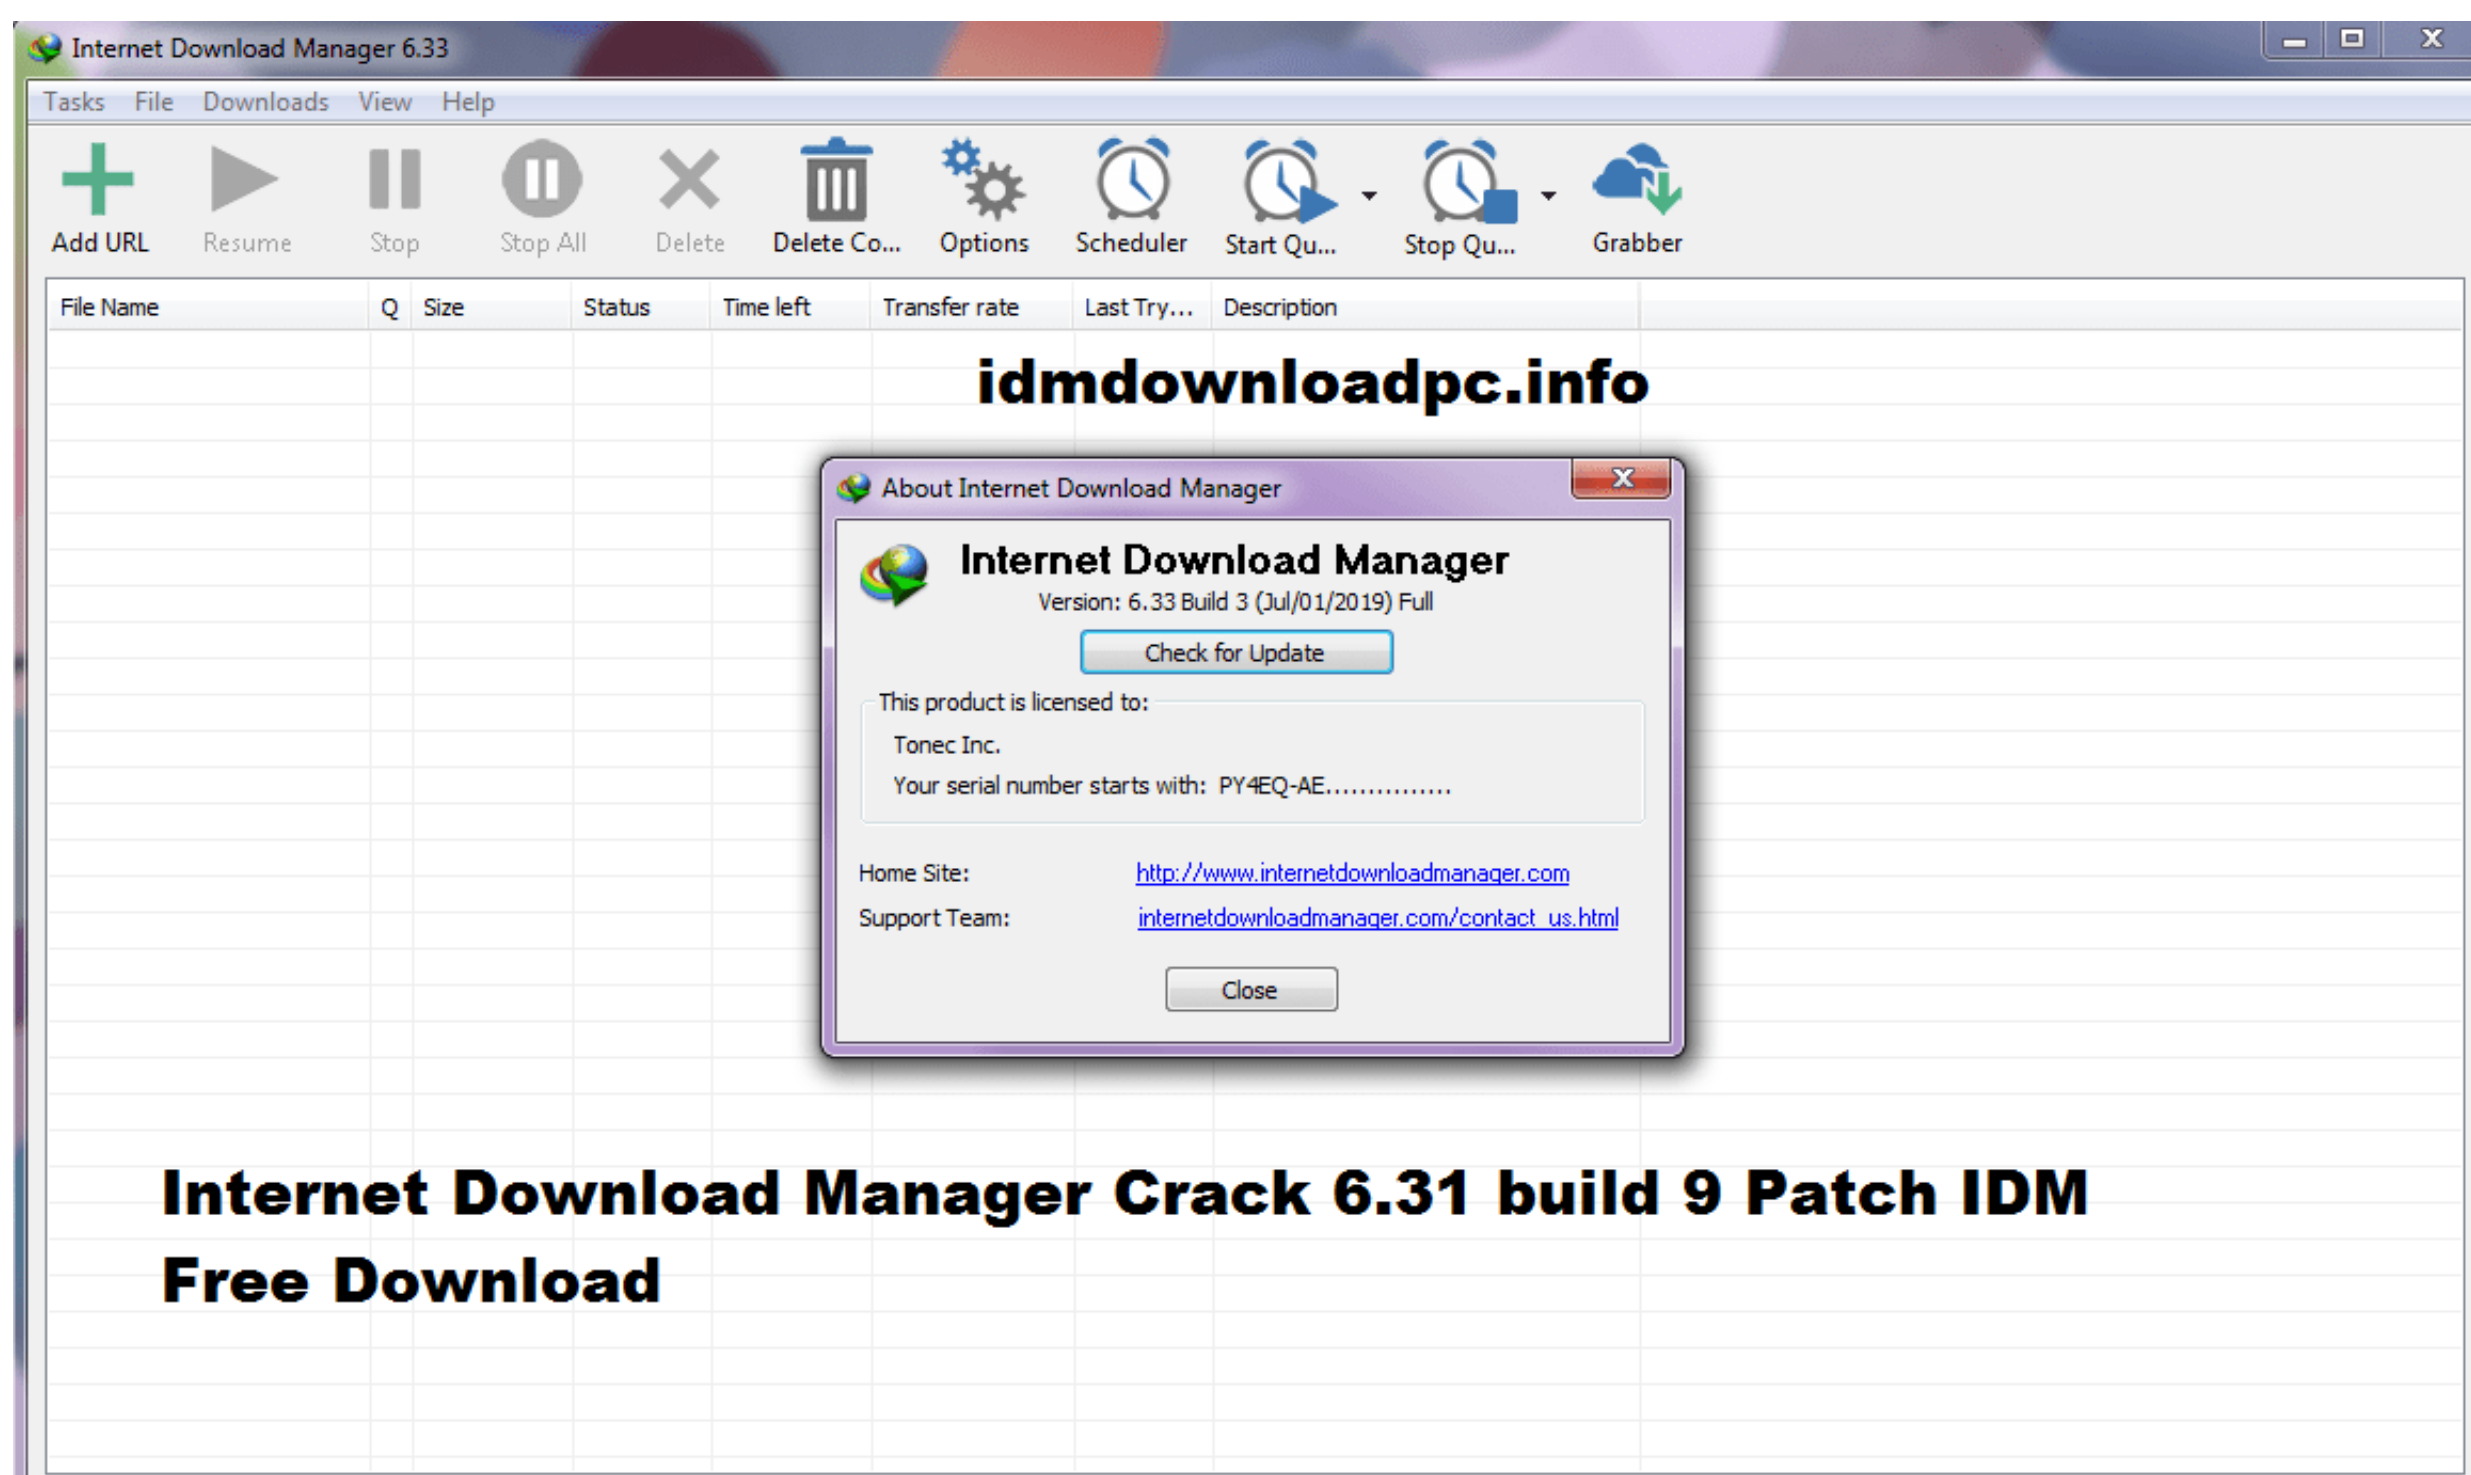 Internet Download Manager 6.33
Tasks File Downloads View Help
Add URL Resume Stop Stop All Delete Delete Co... Options Scheduler Start Qu... Stop Qu... Grabber
File Name Q Size Status Time left Transfer rate Last Try... Description
idmdownloadpc.info
About Internet Download Manager
Internet Download Manager
Version: 6.33 Build 3 (Jul/01/2019) Full
Check for Update
This product is licensed to:
Tonec Inc.
Your serial number starts with: PY4EQ-AE...............
Home Site: http://www.internetdownloadmanager.com
Support Team: internetdownloadmanager.com/contact_us.html
Close
Internet Download Manager Crack 6.31 build 9 Patch IDM
Free Download